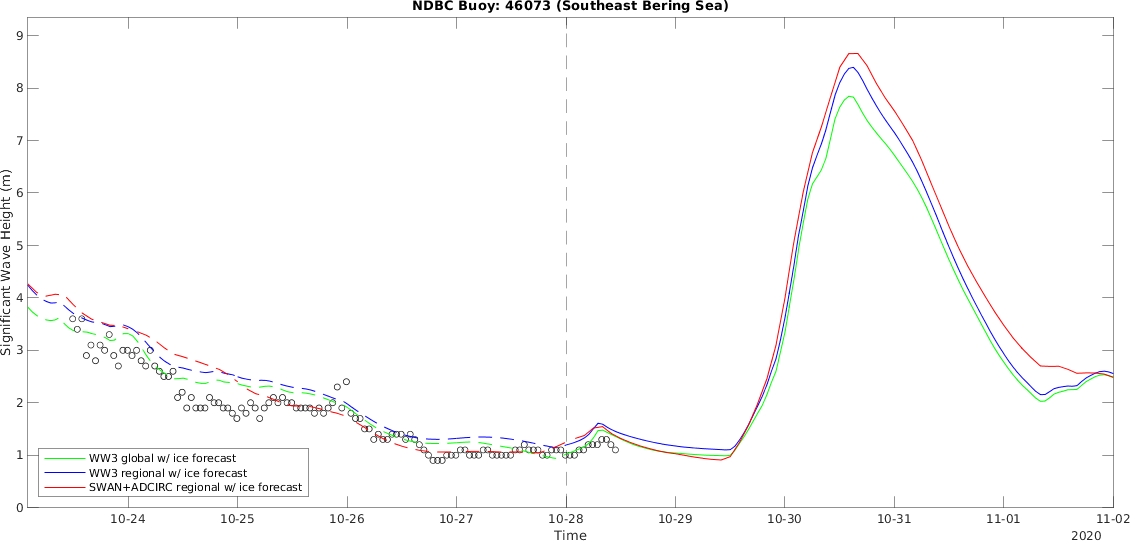 NDBC Buoy: 46073 (Southeast Bering Sea)
9
8
7
6
5
4
3
2
1
0
Significant Wave Height (m)
WW3 global w/ ice forecast
WW3 regional w/ ice forecast
SWAN+ADCIRC regional w/ ice forecast
10-24 10-25 10-26 10-27 10-28 10-29 10-30 10-31 11-01 11-02
Time
2020